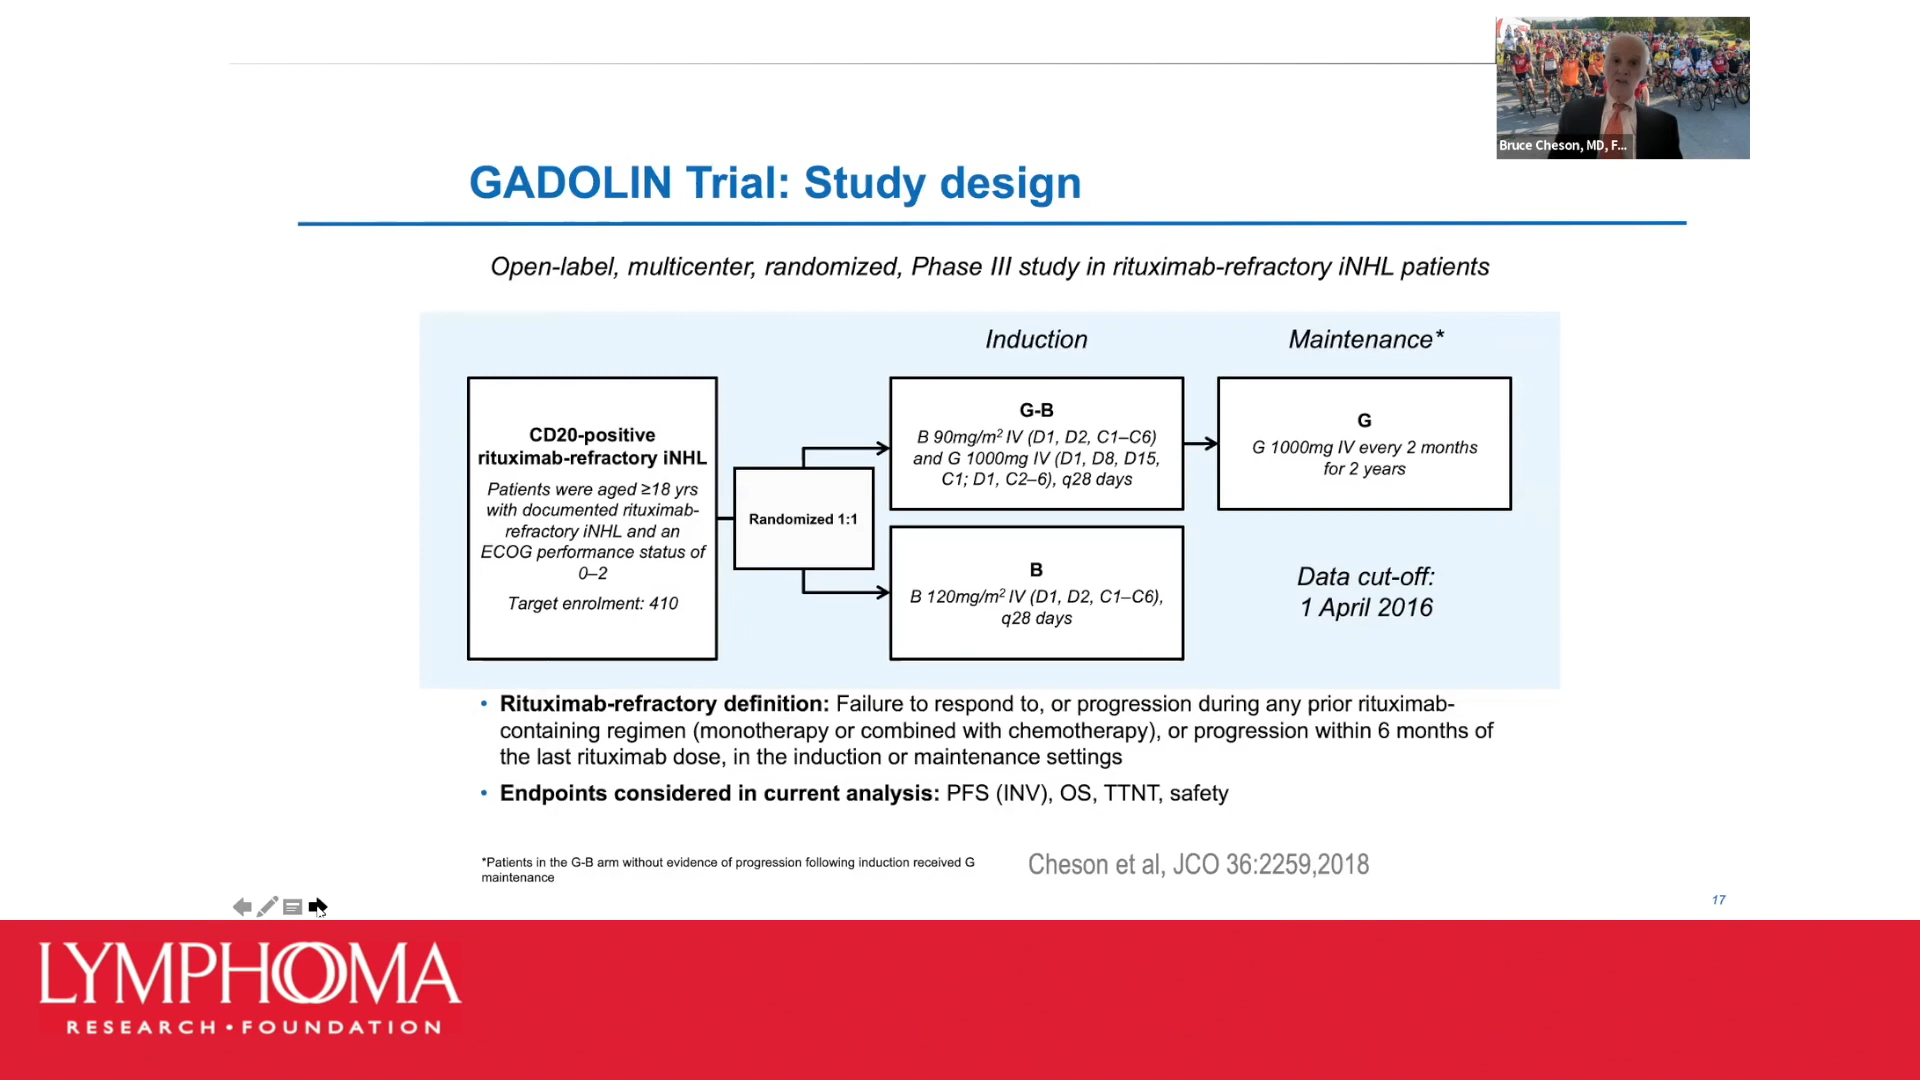 Bruce Cheson, MD, F...
GADOLIN Trial: Study design
Open-label, multicenter, randomized, Phase III study in rituximab-refractory iNHL patients
Induction
Maintenance*
CD20-positive
rituximab-refractory iNHL
Patients were aged ≥18 yrs
with documented rituximab-
refractory iNHL and an
ECOG performance status of
0–2
Target enrolment: 410
Randomized 1:1
G-B
B 90mg/m² IV (D1, D2, C1–C6)
and G 1000mg IV (D1, D8, D15,
C1; D1, C2–6), q28 days
G
G 1000mg IV every 2 months
for 2 years
B
B 120mg/m² IV (D1, D2, C1–C6),
q28 days
Data cut-off:
1 April 2016
• Rituximab-refractory definition: Failure to respond to, or progression during any prior rituximab-
containing regimen (monotherapy or combined with chemotherapy), or progression within 6 months of
the last rituximab dose, in the induction or maintenance settings
• Endpoints considered in current analysis: PFS (INV), OS, TTNT, safety
*Patients in the G-B arm without evidence of progression following induction received G
maintenance
Cheson et al, JCO 36:2259,2018
17
LYMPHOMA
RESEARCH • FOUNDATION